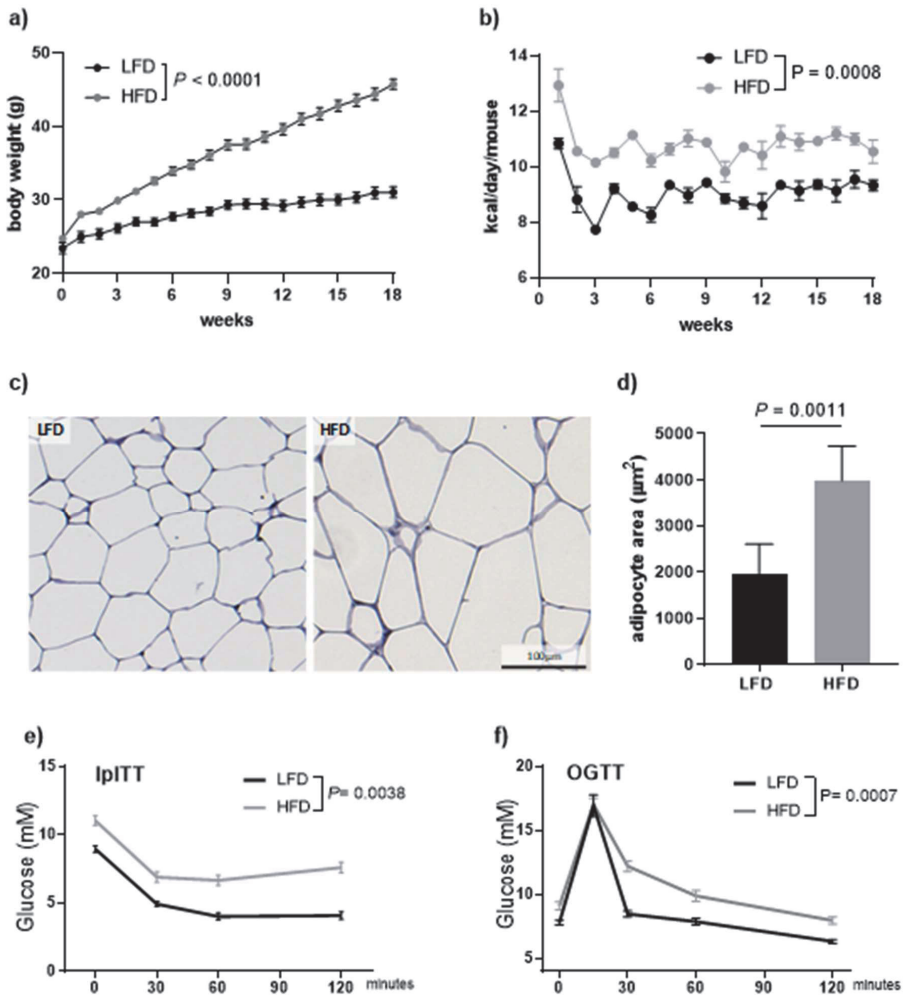 a)
body weight (g)
50
40
30
20
LFD
HFD
P < 0.0001
0 3 6 9 12 15 18
weeks
b)
kcal/day/mouse
14
12
10
8
6
LFD
HFD
P = 0.0008
0 3 6 9 12 15 18
weeks
c)
LFD
HFD
100µm
d)
P = 0.0011
adipocyte area (µm²)
5000
4000
3000
2000
1000
0
LFD HFD
e)
IpITT
Glucose (mM)
15
10
5
0
LFD
HFD
P= 0.0038
0 30 60 90 120 minutes
f)
OGTT
Glucose (mM)
20
15
10
5
LFD
HFD
P= 0.0007
0 30 60 90 120 minutes